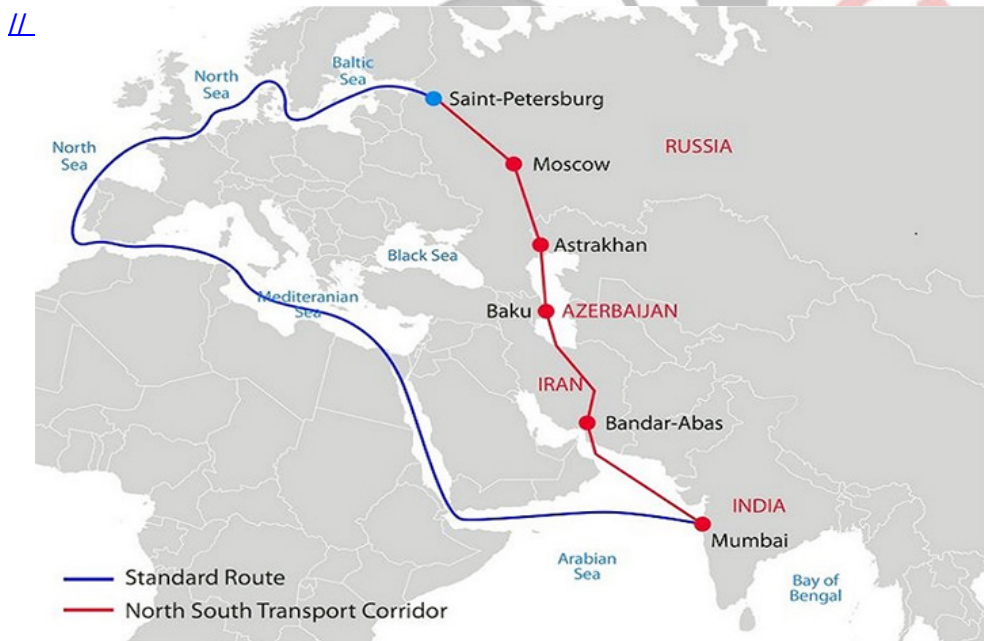 //
Baltic
Sea
North
Sea
Saint-Petersburg
North
Sea
RUSSIA
Moscow
Astrakhan
Black Sea
Mediteranian
Sea
Baku
AZERBAIJAN
IRAN
Bandar-Abas
INDIA
Mumbai
Arabian
Sea
Bay of
Bengal
Standard Route
North South Transport Corridor